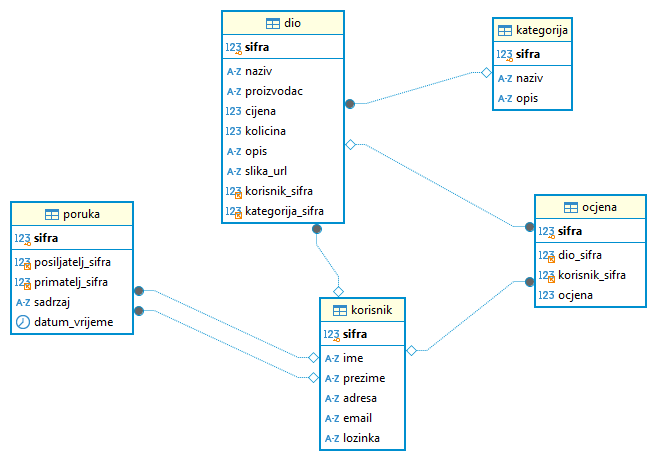 dio
123 sifra
A-Z naziv
A-Z proizvodac
123 cijena
123 kolicina
A-Z opis
A-Z slika_url
123 korisnik_sifra
123 kategorija_sifra
kategorija
123 sifra
A-Z naziv
A-Z opis
poruka
123 sifra
123 posiljatelj_sifra
123 primatelj_sifra
A-Z sadrzaj
datum_vrijeme
ocjena
123 sifra
123 dio_sifra
123 korisnik_sifra
123 ocjena
korisnik
123 sifra
A-Z ime
A-Z prezime
A-Z adresa
A-Z email
A-Z lozinka